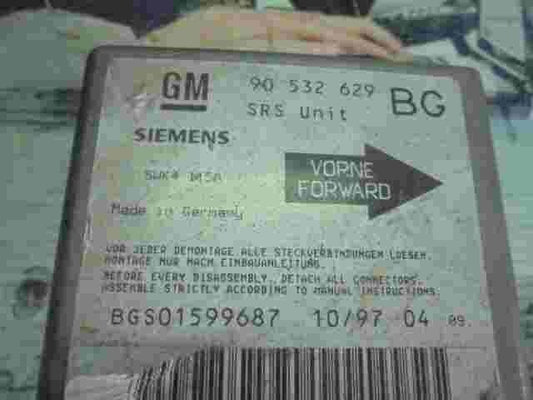 GM 90 532 629 BG
SRS Unit
SIEMENS
VORNE
FORWARD
Made in Germany
VOR JEDER DEMONTAGE ALLE STECKVERBINDUNGEN LOESEN.
MONTAGE NUR NACH EINBAUANLEITUNG.
BEFORE EVERY DISASSEMBLY, DETACH ALL CONNECTORS.
ASSEMBLE STRICTLY ACCORDING TO MANUAL INSTRUCTIONS.
BGS01599687 10/97 04 09.